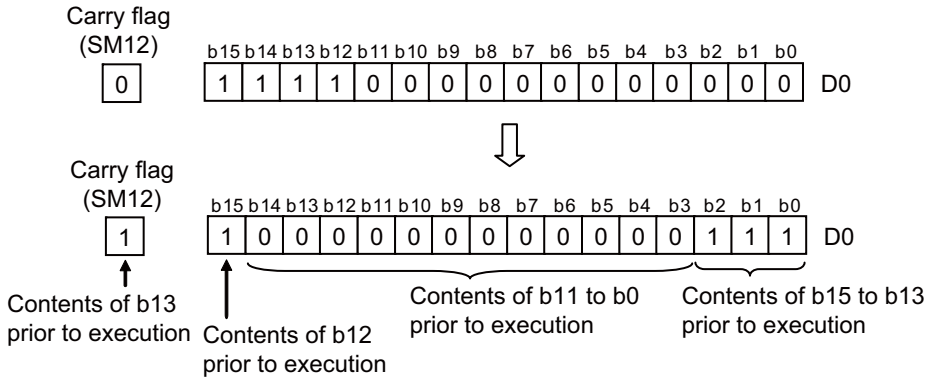 Carry flag
(SM12)
b15 b14 b13 b12 b11 b10 b9 b8 b7 b6 b5 b4 b3 b2 b1 b0
0 1 1 1 1 0 0 0 0 0 0 0 0 0 0 0 0 D0
Carry flag
(SM12)
b15 b14 b13 b12 b11 b10 b9 b8 b7 b6 b5 b4 b3 b2 b1 b0
1 1 0 0 0 0 0 0 0 0 0 0 0 0 1 1 1 D0
Contents of b13
prior to execution
Contents of b12
prior to execution
Contents of b11 to b0
prior to execution
Contents of b15 to b13
prior to execution